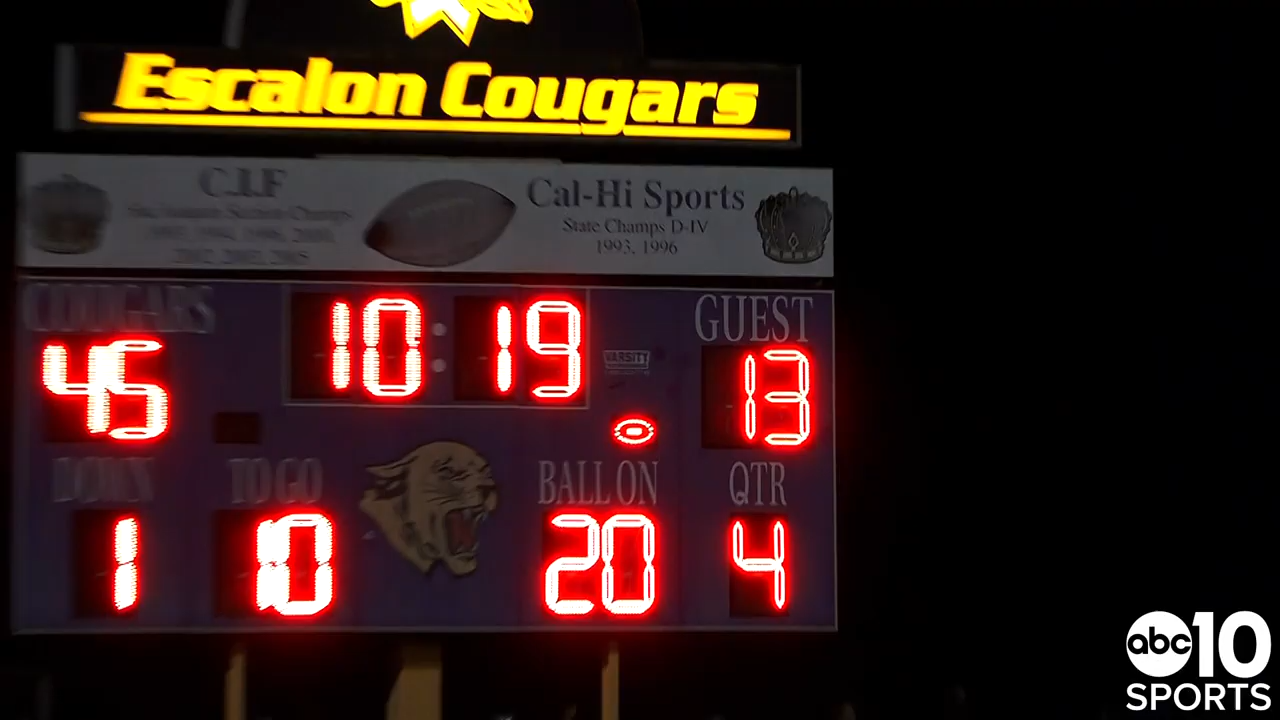 Escalon Cougars
C.I.F
Cal-Hi Sports
State Champs D-IV
1993, 1996
COUGARS
10:19
GUEST
45
VARSITY
13
DOWN
TO GO
BALL ON
QTR
1
10
20
4
abc10
SPORTS